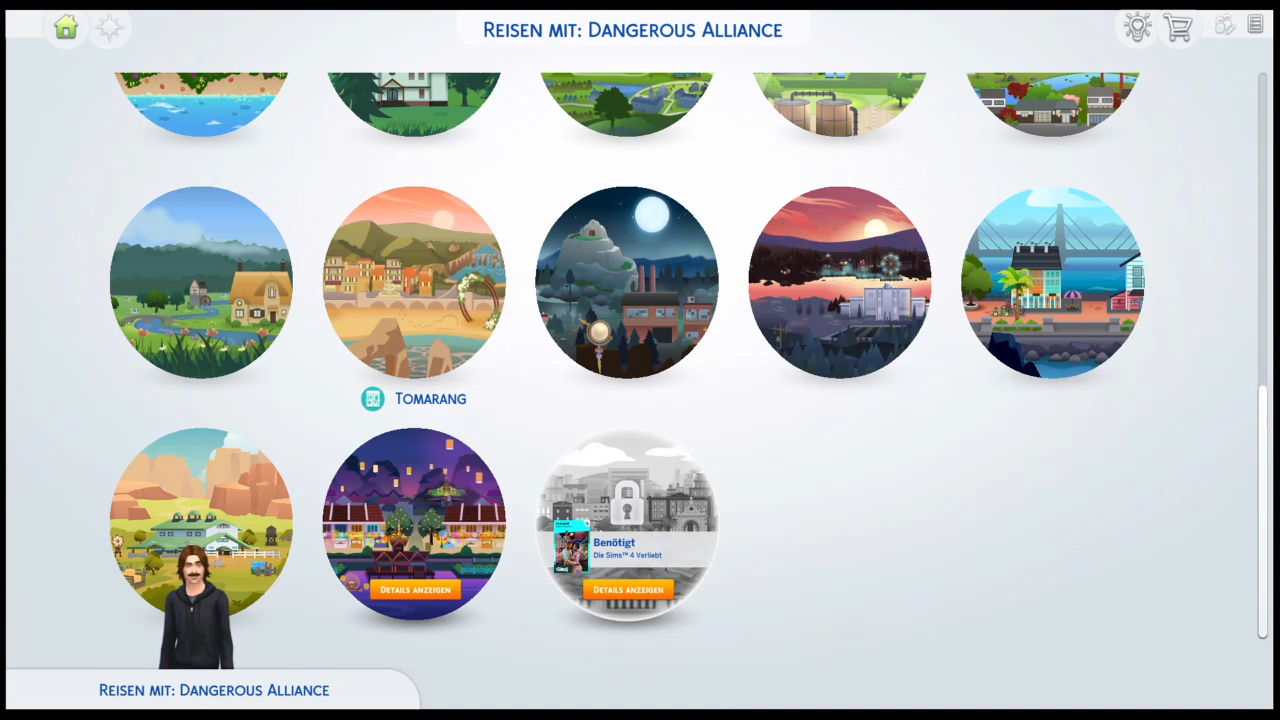 Reisen mit: Dangerous Alliance
Tomarang
Details anzeigen
Benötigt
Die Sims™ 4 Verliebt
Details anzeigen
Reisen mit: Dangerous Alliance